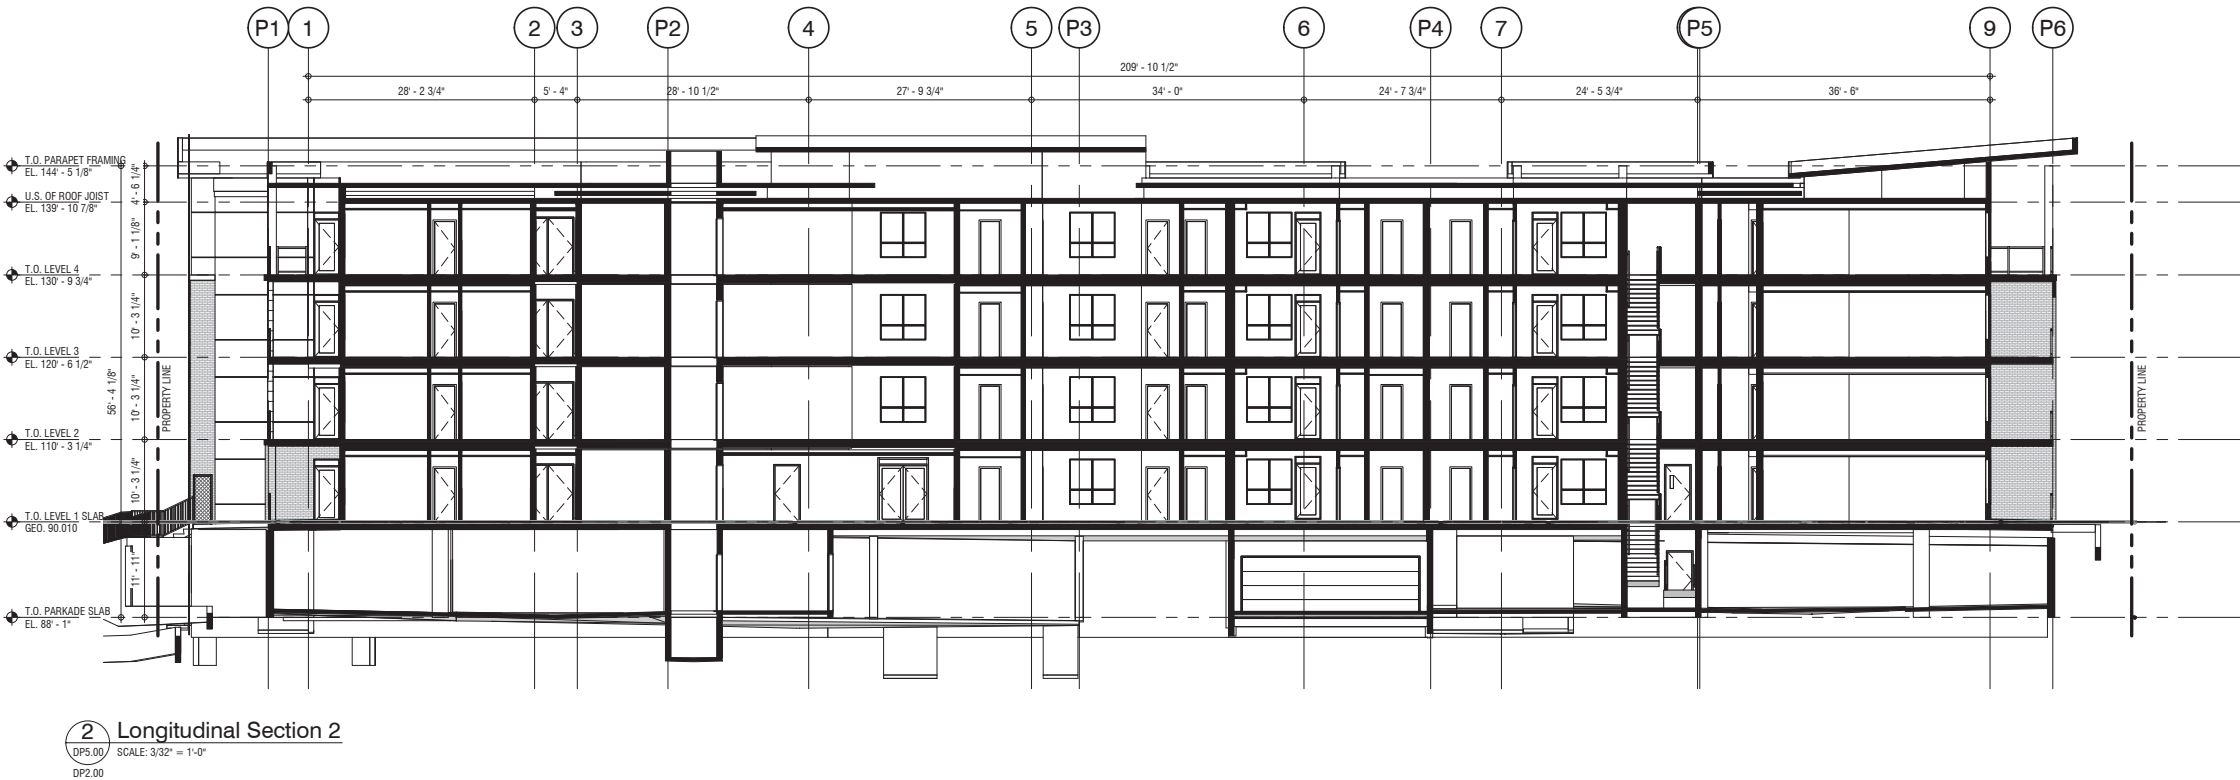 P1 1 2 3 P2 4 5 P3 6 P4 7 P5 9 P6
209' - 10 1/2"
28' - 2 3/4" 5' - 4" 28' - 10 1/2" 27' - 9 3/4" 34' - 0" 24' - 7 3/4" 24' - 5 3/4" 36' - 6"
T.O. PARAPET FRAMING
EL. 144' - 5 1/8"
4' - 6 1/4"
U.S. OF ROOF JOIST
EL. 139' - 10 7/8"
9' - 1 1/8"
T.O. LEVEL 4
EL. 130' - 9 3/4"
10' - 3 1/4"
T.O. LEVEL 3
EL. 120' - 6 1/2"
56' - 4 1/8"
10' - 3 1/4"
PROPERTY LINE
PROPERTY LINE
T.O. LEVEL 2
EL. 110' - 3 1/4"
10' - 3 1/4"
T.O. LEVEL 1 SLAB
GEO. 90.010
11' - 11"
T.O. PARKADE SLAB
EL. 88' - 1"
2 Longitudinal Section 2
DP5.00 SCALE: 3/32" = 1'-0"
DP2.00